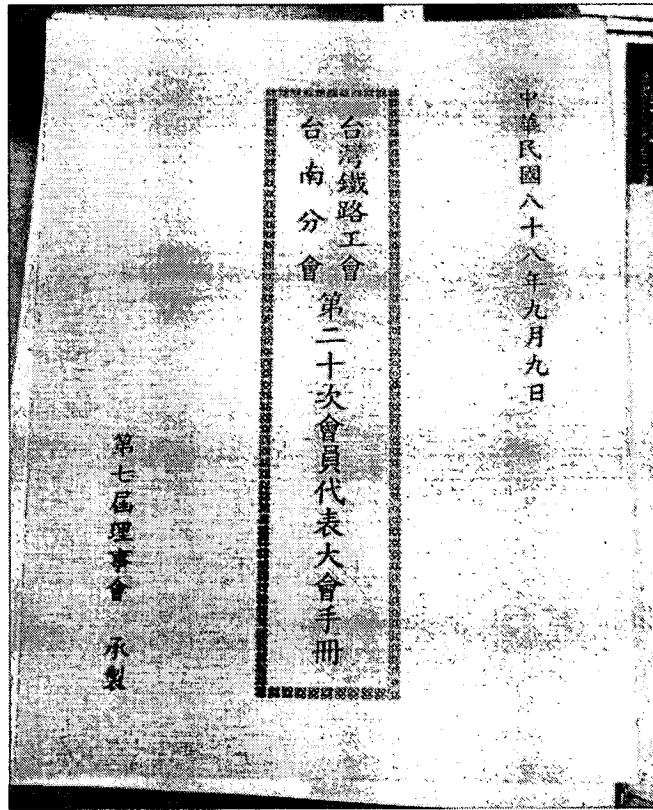 中華民國八十八年九月九日
台灣鐵路工會
台南分會
第二十次會員代表大會手冊
第七屆理事會 承製